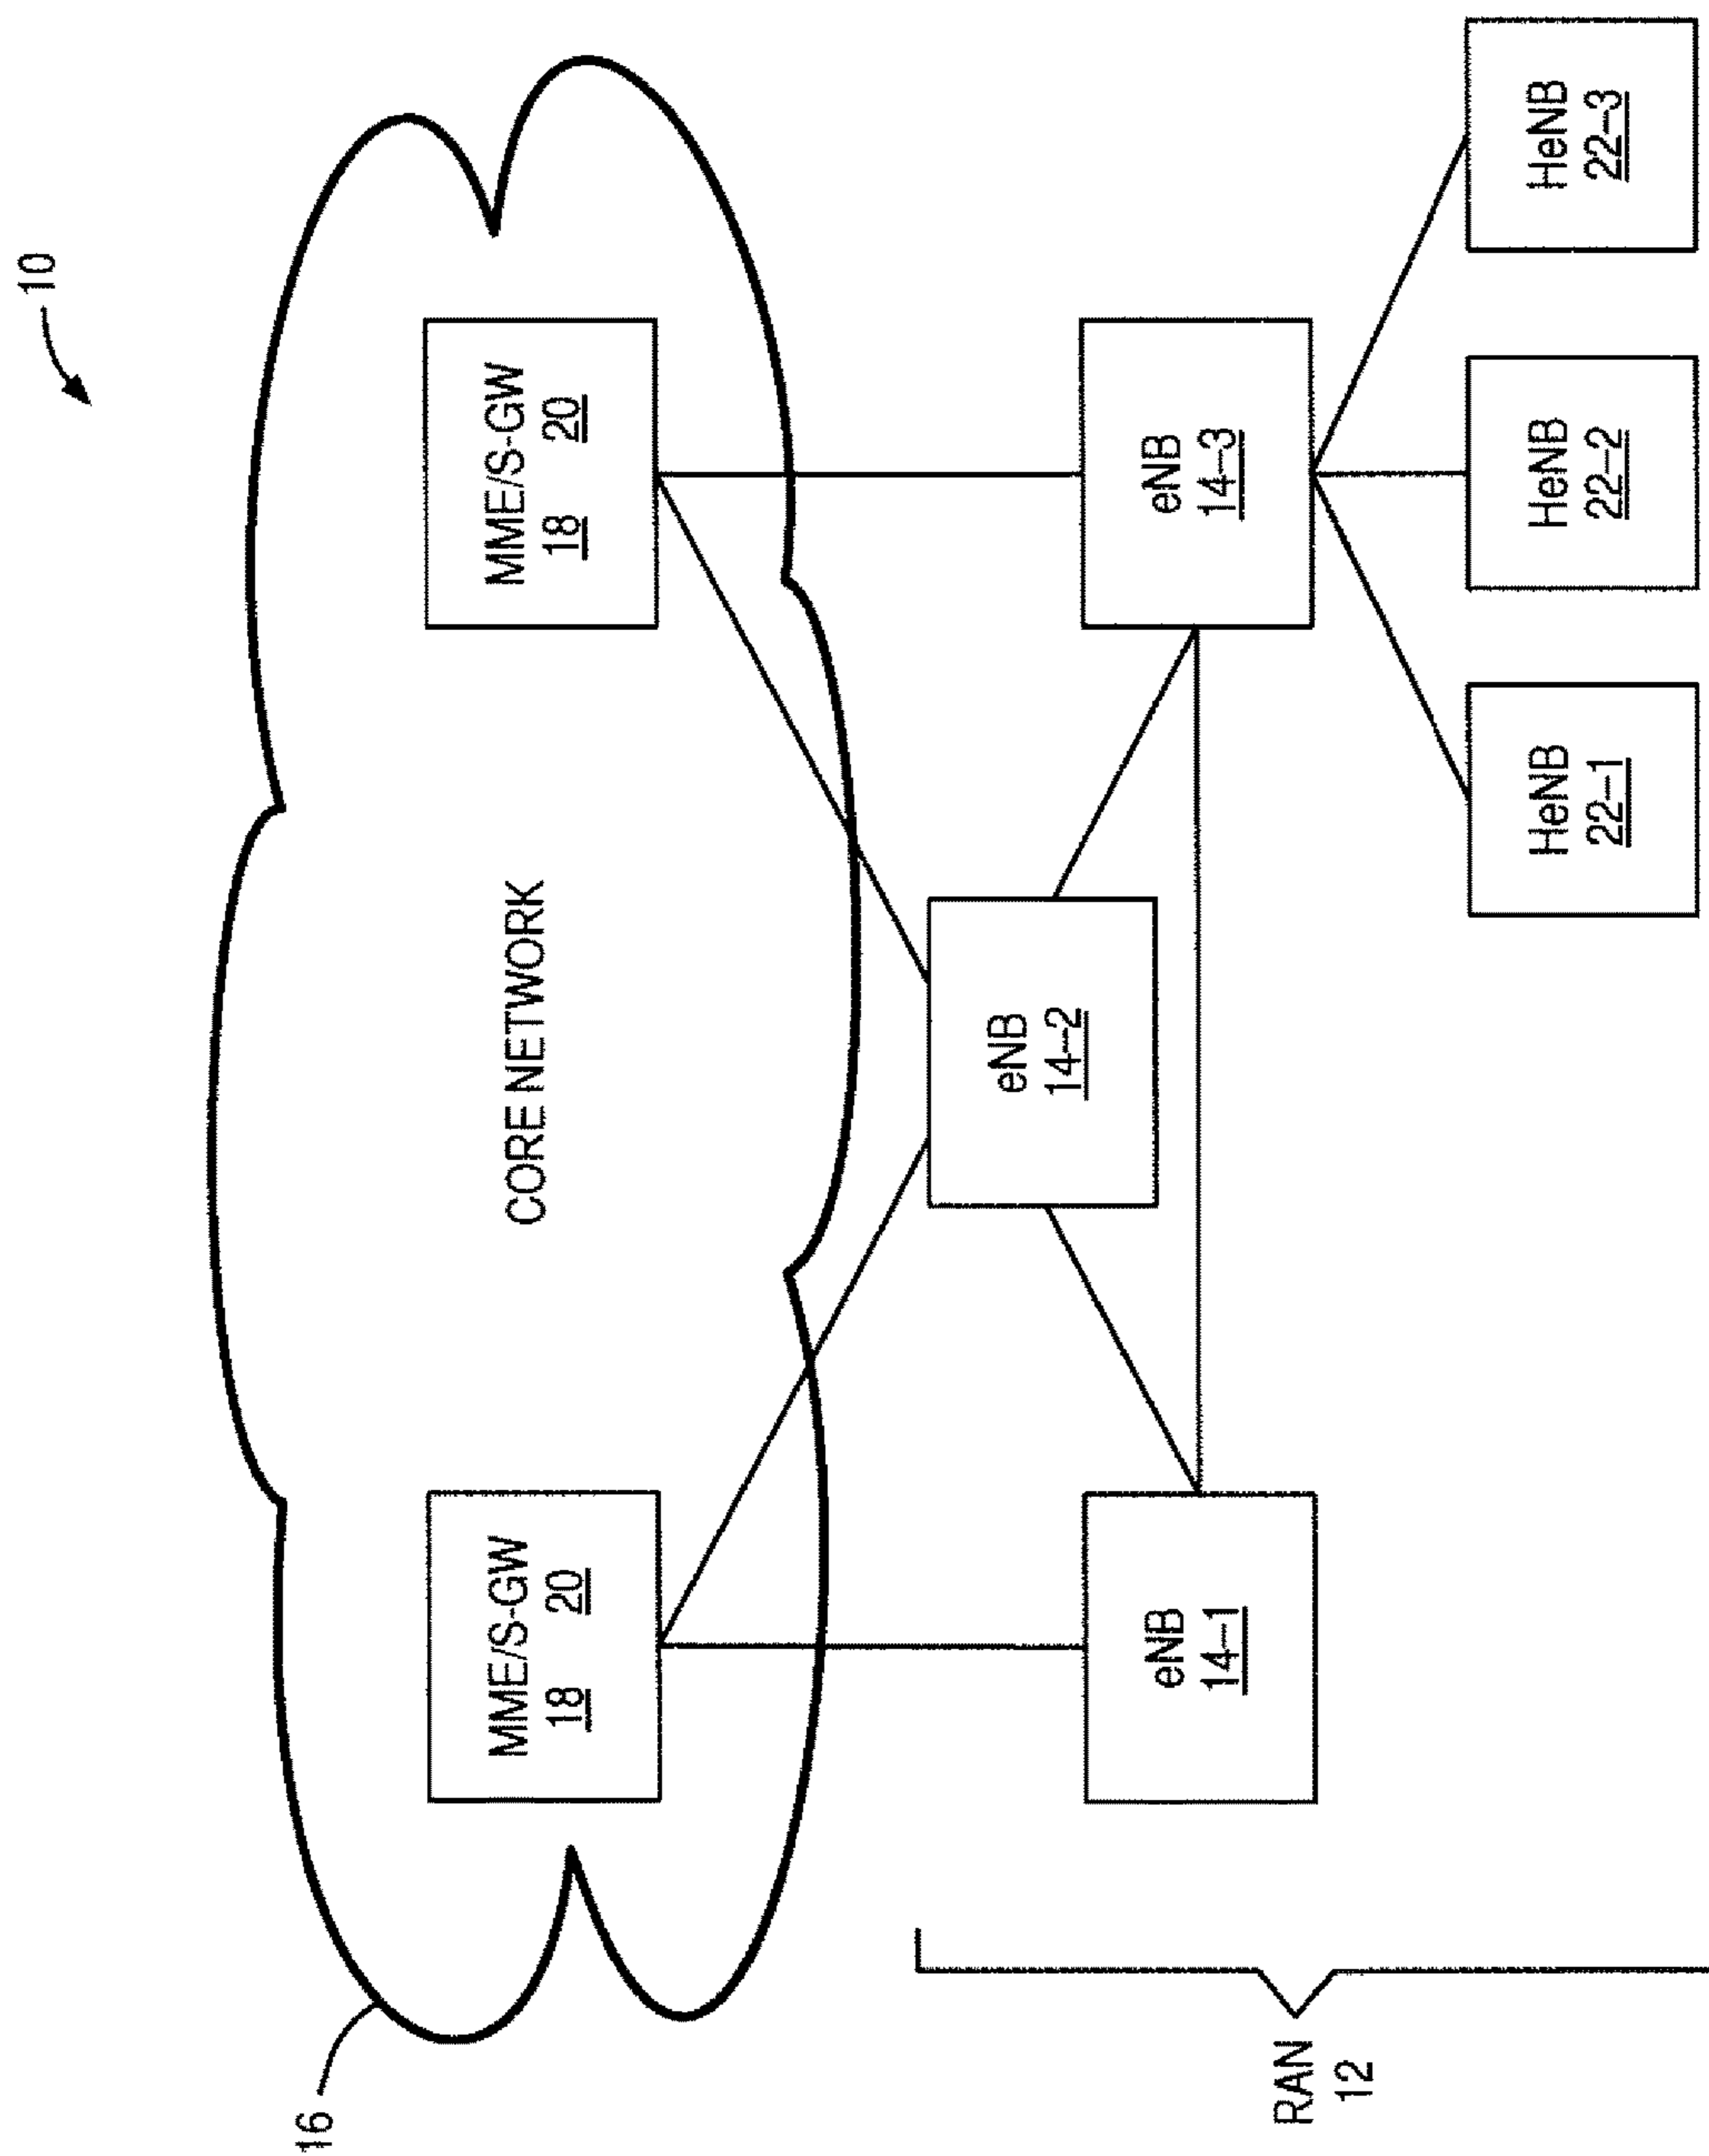 10
16
CORE NETWORK
MME/S-GW
18 20
MME/S-GW
18 20
eNB
14-2
eNB
14-1
eNB
14-3
RAN
12
HeNB
22-1
HeNB
22-2
HeNB
22-3